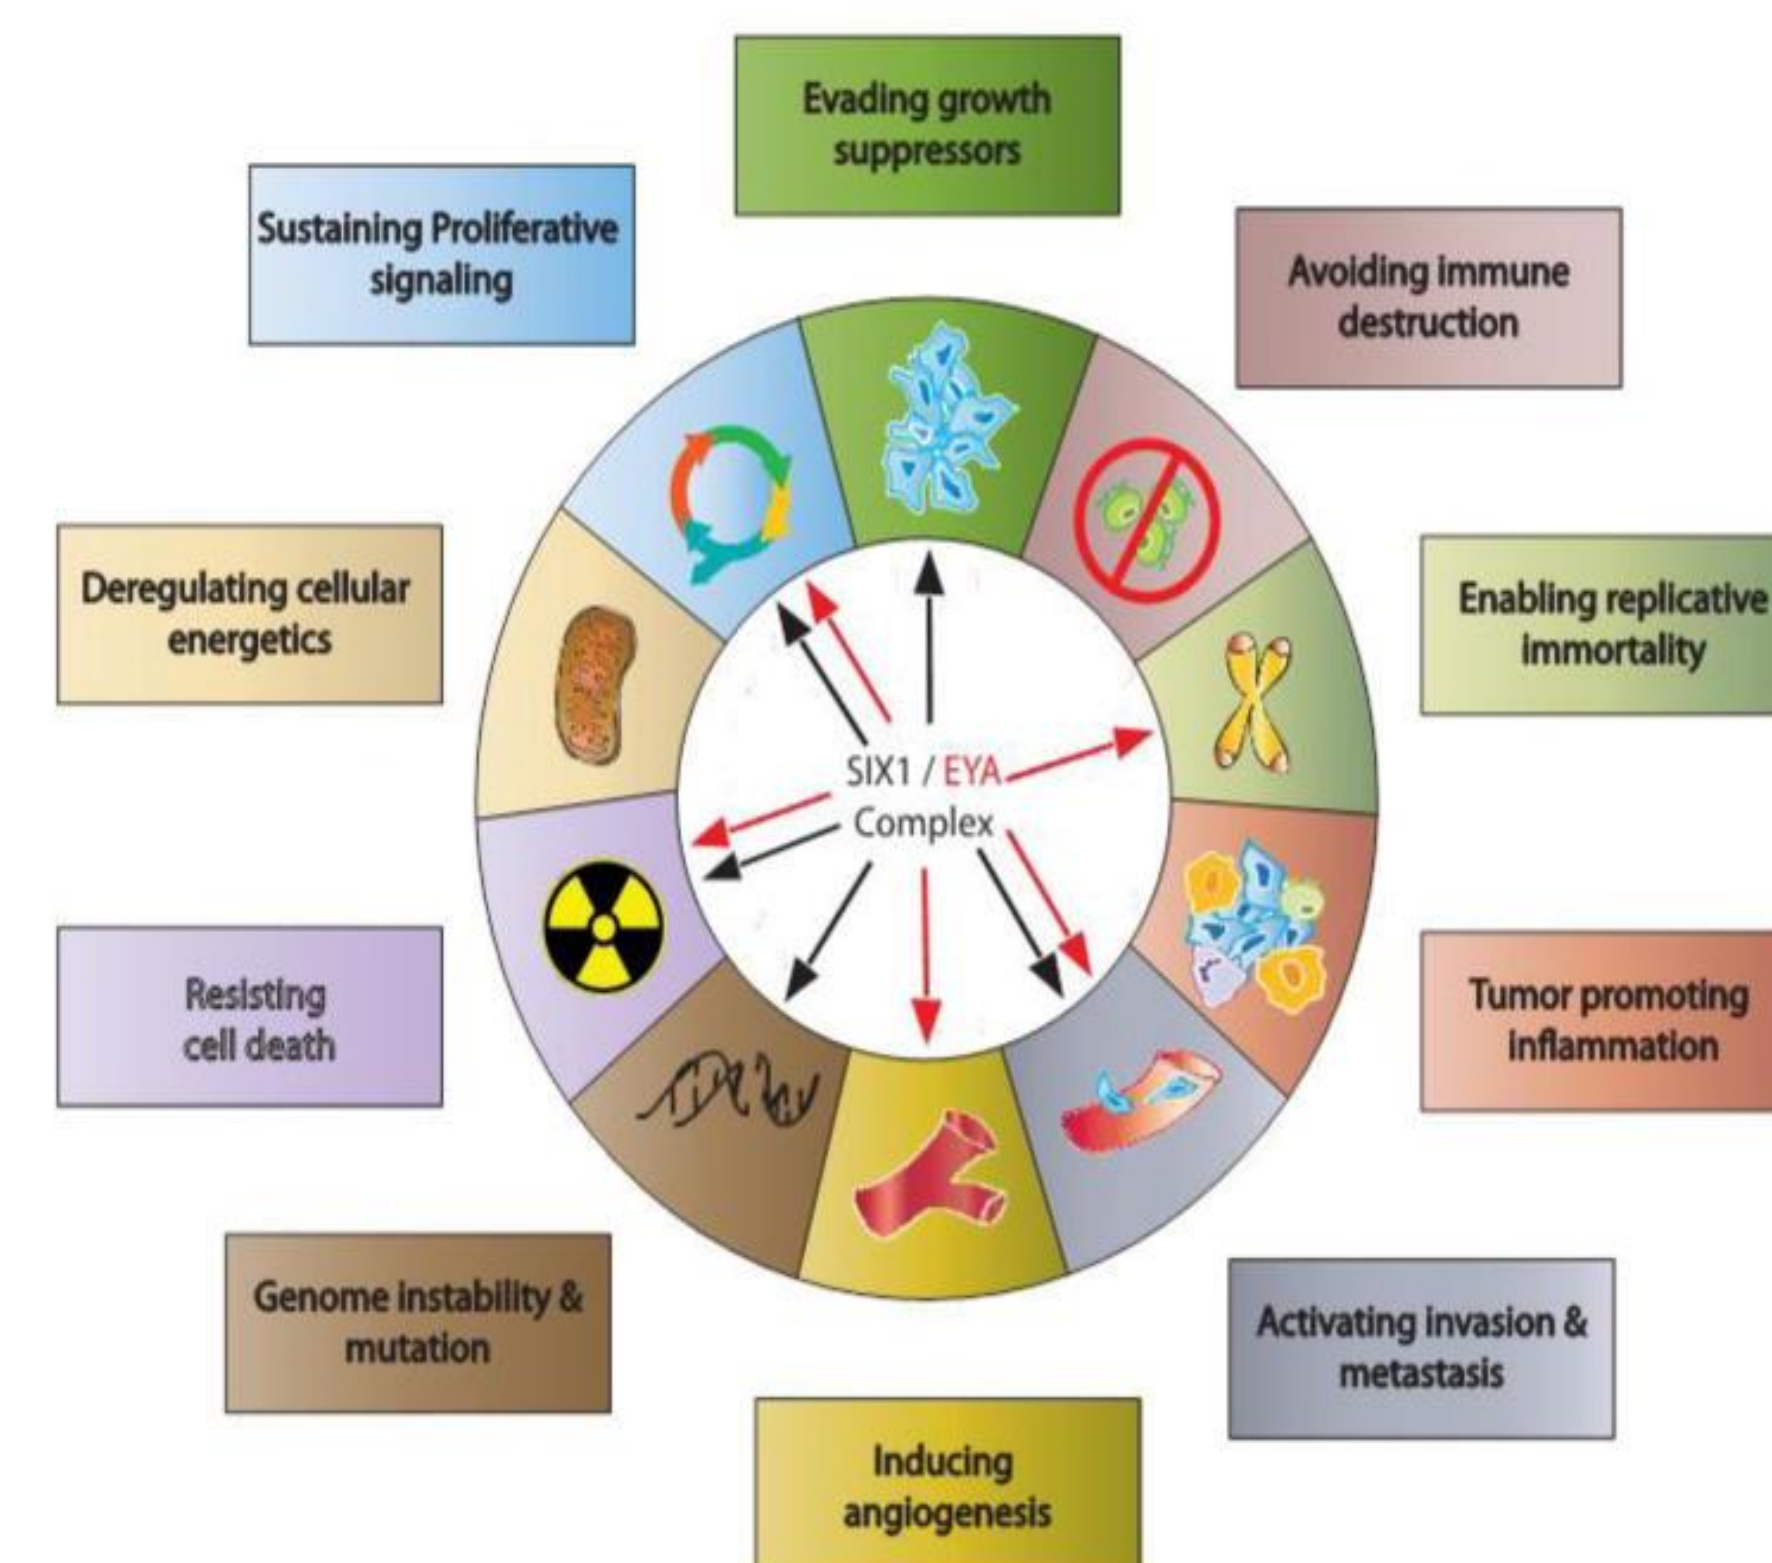 Evading growth
suppressors
Sustaining Proliferative
signaling
Avoiding immune
destruction
Deregulating cellular
energetics
Enabling replicative
immortality
SIX1 / EYA
Complex
Resisting
cell death
Tumor promoting
inflammation
Genome instability &
mutation
Activating invasion &
metastasis
Inducing
angiogenesis